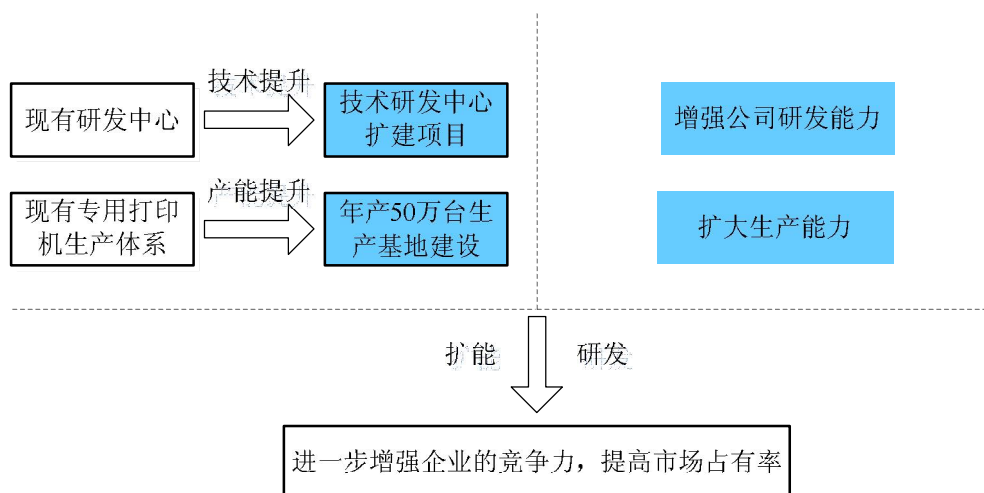 技术提升
现有研发中心
技术研发中心
扩建项目
增强公司研发能力
产能提升
现有专用打印
机生产体系
年产50万台生
产基地建设
扩大生产能力
扩能
研发
进一步增强企业的竞争力，提高市场占有率